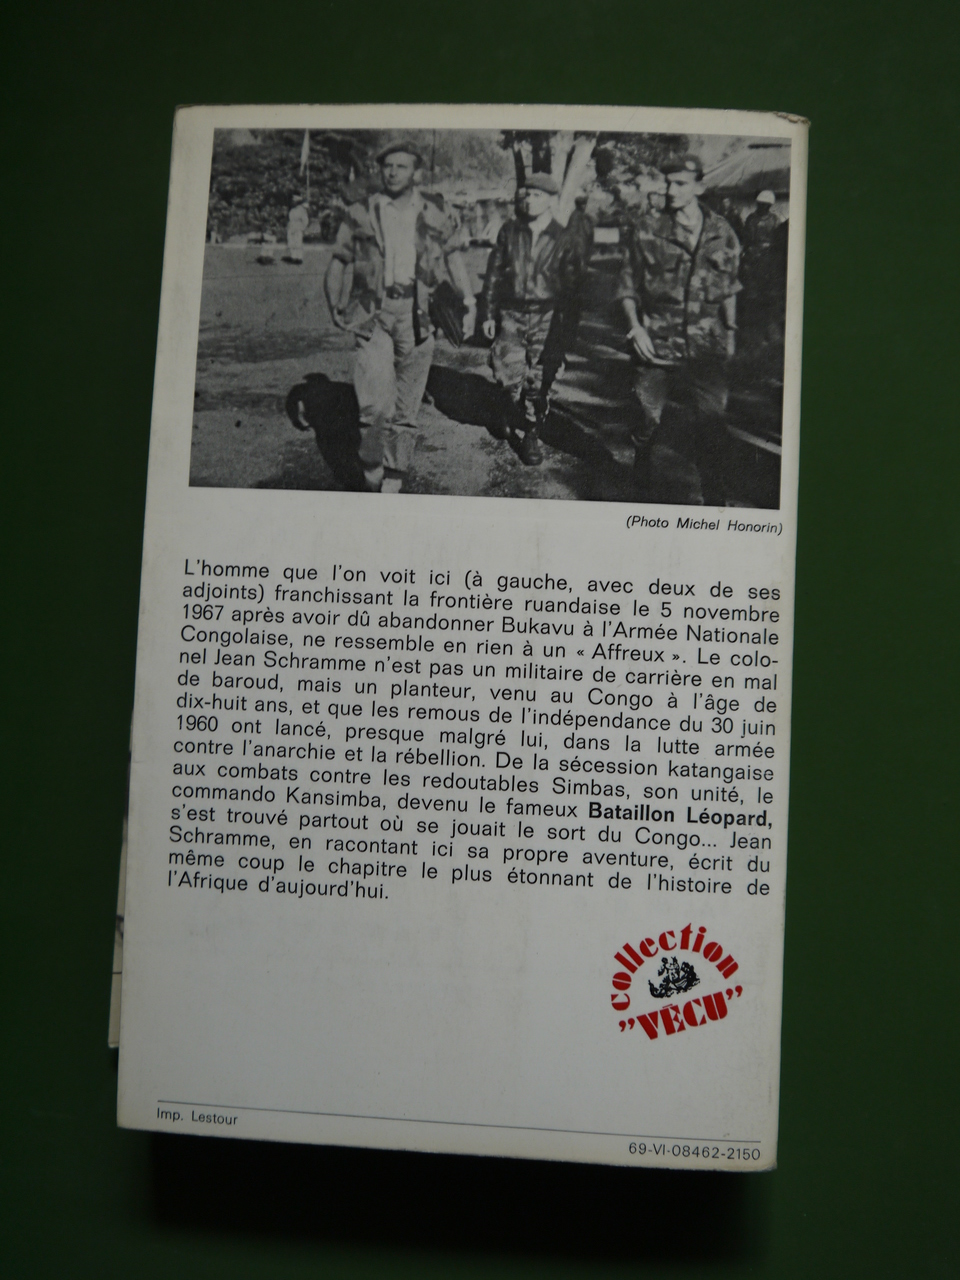 (Photo Michel Honorin)
L'homme que l'on voit ici (à gauche, avec deux de ses
adjoints) franchissant la frontière ruandaise le 5 novembre
1967 après avoir dû abandonner Bukavu à l'Armée Nationale
Congolaise, ne ressemble en rien à un « Affreux ». Le colo-
nel Jean Schramme n'est pas un militaire de carrière en mal
de baroud, mais un planteur, venu au Congo à l'âge de
dix-huit ans, et que les remous de l'indépendance du 30 juin
1960 ont lancé, presque malgré lui, dans la lutte armée
contre l'anarchie et la rébellion. De la sécession katangaise
aux combats contre les redoutables Simbas, son unité, le
commando Kansimba, devenu le fameux Bataillon Léopard,
s'est trouvé partout où se jouait le sort du Congo... Jean
Schramme, en racontant ici sa propre aventure, écrit du
même coup le chapitre le plus étonnant de l'histoire de
l'Afrique d'aujourd'hui.
collection
"VÉCU"
Imp. Lestour
69-VI-08462-2150